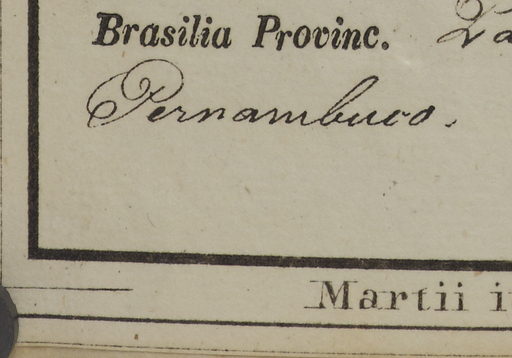 Brasilia Provinc.
Pernambuco.
Martii